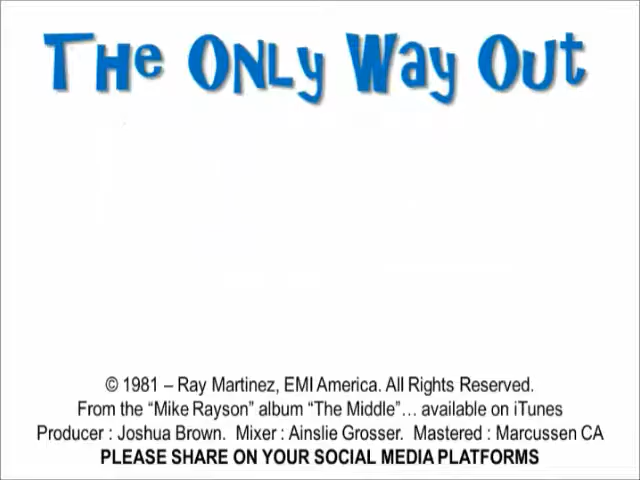 The Only Way Out
© 1981 – Ray Martinez, EMI America. All Rights Reserved.
From the “Mike Rayson” album “The Middle”… available on iTunes
Producer : Joshua Brown. Mixer : Ainslie Grosser. Mastered : Marcussen CA
PLEASE SHARE ON YOUR SOCIAL MEDIA PLATFORMS